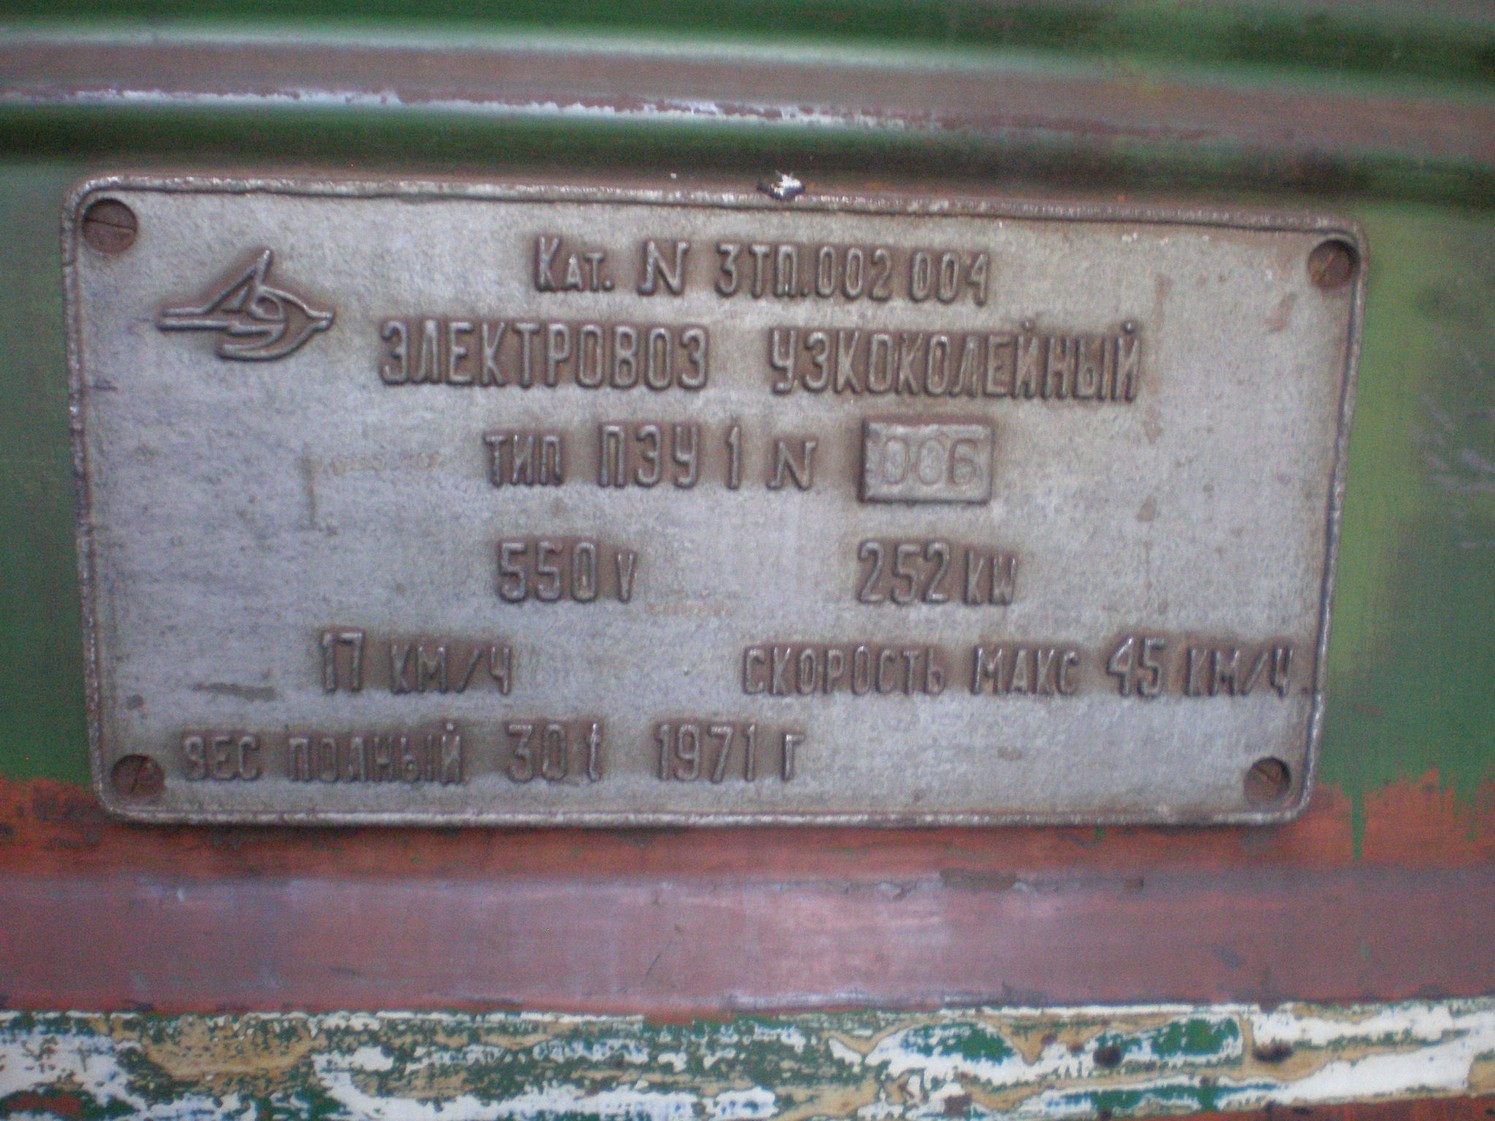 ДЭ
Кат. N 3ТП.002 004
ЭЛЕКТРОВОЗ УЗКОКОЛЕЙНЫЙ
ТИП ПЭУ 1 N 006
550 V 252 KW
17 КМ/Ч СКОРОСТЬ МАКС 45 КМ/Ч.
ВЕС ПОЛНЫЙ 30 t 1971 Г